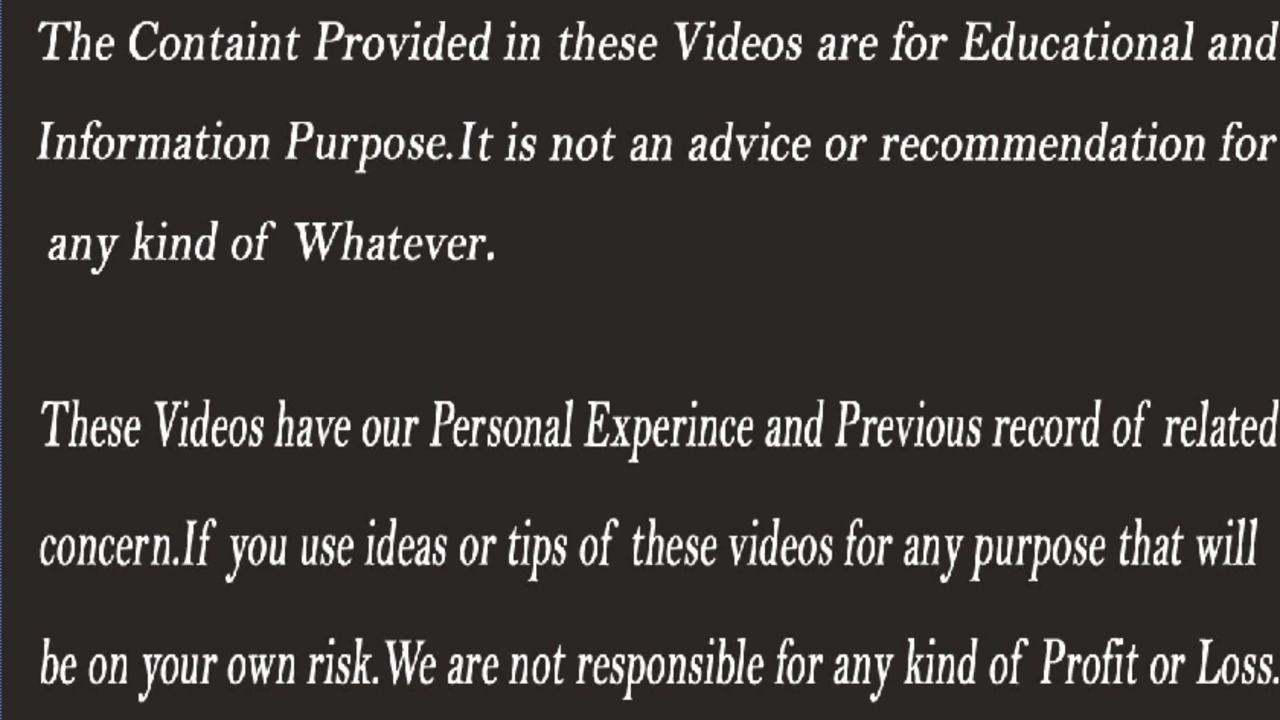 The Containt Provided in these Videos are for Educational and
Information Purpose.It is not an advice or recommendation for
any kind of Whatever.
These Videos have our Personal Experince and Previous record of related
concern.If you use ideas or tips of these videos for any purpose that will
be on your own risk.We are not responsible for any kind of Profit or Loss.